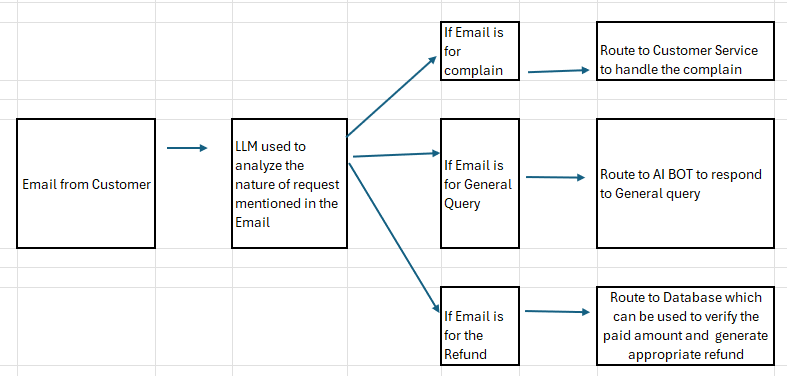 Email from Customer
LLM used to
analyze the
nature of request
mentioned in the
Email
If Email is
for
complain
Route to Customer Service
to handle the complain
If Email is
for General
Query
Route to AI BOT to respond
to General query
If Email is
for the
Refund
Route to Database which
can be used to verify the
paid amount and  generate
appropriate refund